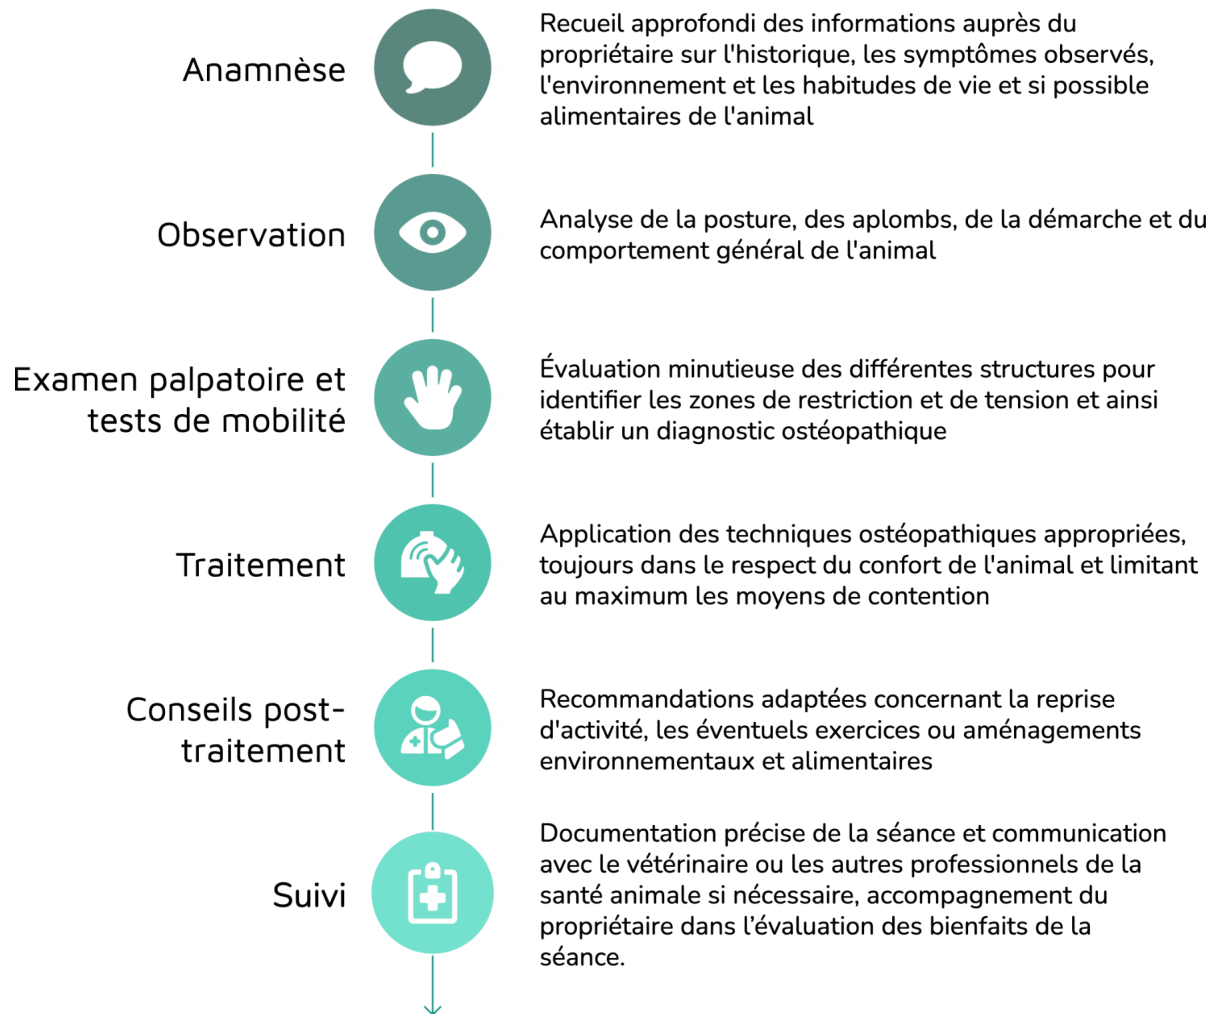 Anamnèse
Recueil approfondi des informations auprès du
propriétaire sur l'historique, les symptômes observés,
l'environnement et les habitudes de vie et si possible
alimentaires de l'animal
Observation
Analyse de la posture, des aplombs, de la démarche et du
comportement général de l'animal
Examen palpatoire et
tests de mobilité
Évaluation minutieuse des différentes structures pour
identifier les zones de restriction et de tension et ainsi
établir un diagnostic ostéopathique
Traitement
Application des techniques ostéopathiques appropriées,
toujours dans le respect du confort de l'animal et limitant
au maximum les moyens de contention
Conseils post-
traitement
Recommandations adaptées concernant la reprise
d'activité, les éventuels exercices ou aménagements
environnementaux et alimentaires
Suivi
Documentation précise de la séance et communication
avec le vétérinaire ou les autres professionnels de la
santé animale si nécessaire, accompagnement du
propriétaire dans l’évaluation des bienfaits de la
séance.